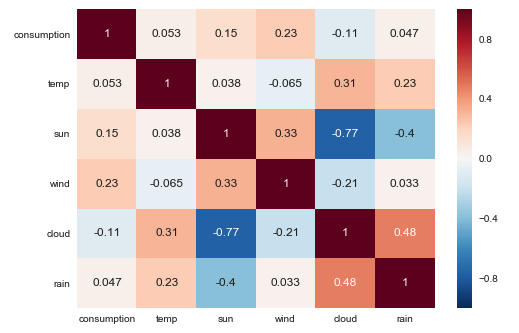 consumption 1 0.053 0.15 0.23 -0.11 0.047
temp 0.053 1 0.038 -0.065 0.31 0.23
sun 0.15 0.038 1 0.33 -0.77 -0.4
wind 0.23 -0.065 0.33 1 -0.21 0.033
cloud -0.11 0.31 -0.77 -0.21 1 0.48
rain 0.047 0.23 -0.4 0.033 0.48 1
consumption temp sun wind cloud rain
0.8
0.4
0.0
−0.4
−0.8